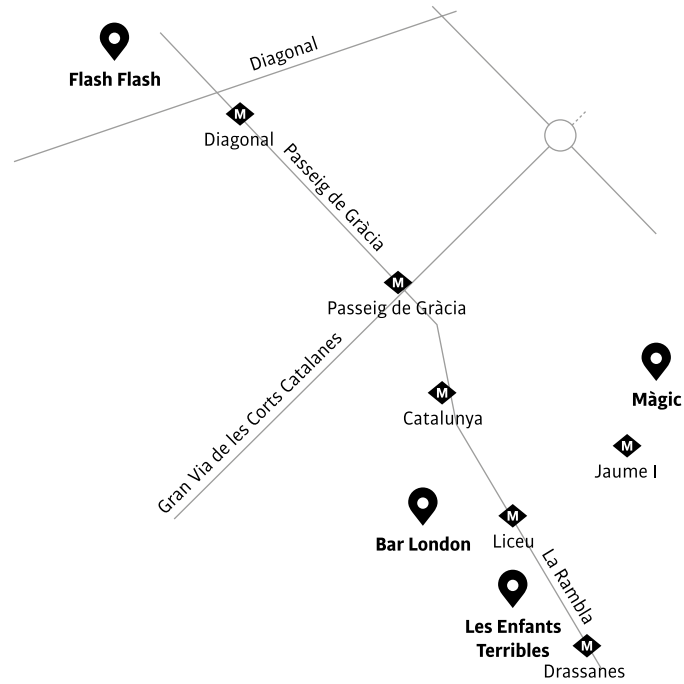 Diagonal
Flash Flash
M
Diagonal
Passeig de Gràcia
M
Passeig de Gràcia
Gran Via de les Corts Catalanes
M
Catalunya
Màgic
M
Jaume I
Bar London
M
Liceu
La Rambla
Les Enfants
Terribles
M
Drassanes